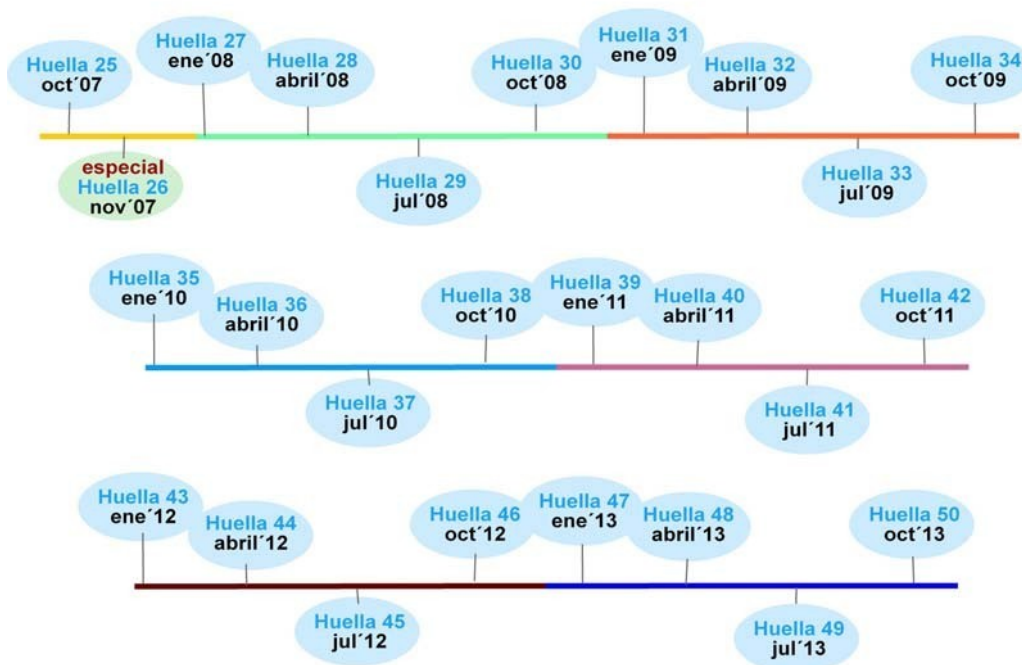 Huella 25
oct´07
especial
Huella 26
nov´07
Huella 27
ene´08
Huella 28
abril´08
Huella 29
jul´08
Huella 30
oct´08
Huella 31
ene´09
Huella 32
abril´09
Huella 33
jul´09
Huella 34
oct´09
Huella 35
ene´10
Huella 36
abril´10
Huella 37
jul´10
Huella 38
oct´10
Huella 39
ene´11
Huella 40
abril´11
Huella 41
jul´11
Huella 42
oct´11
Huella 43
ene´12
Huella 44
abril´12
Huella 45
jul´12
Huella 46
oct´12
Huella 47
ene´13
Huella 48
abril´13
Huella 49
jul´13
Huella 50
oct´13